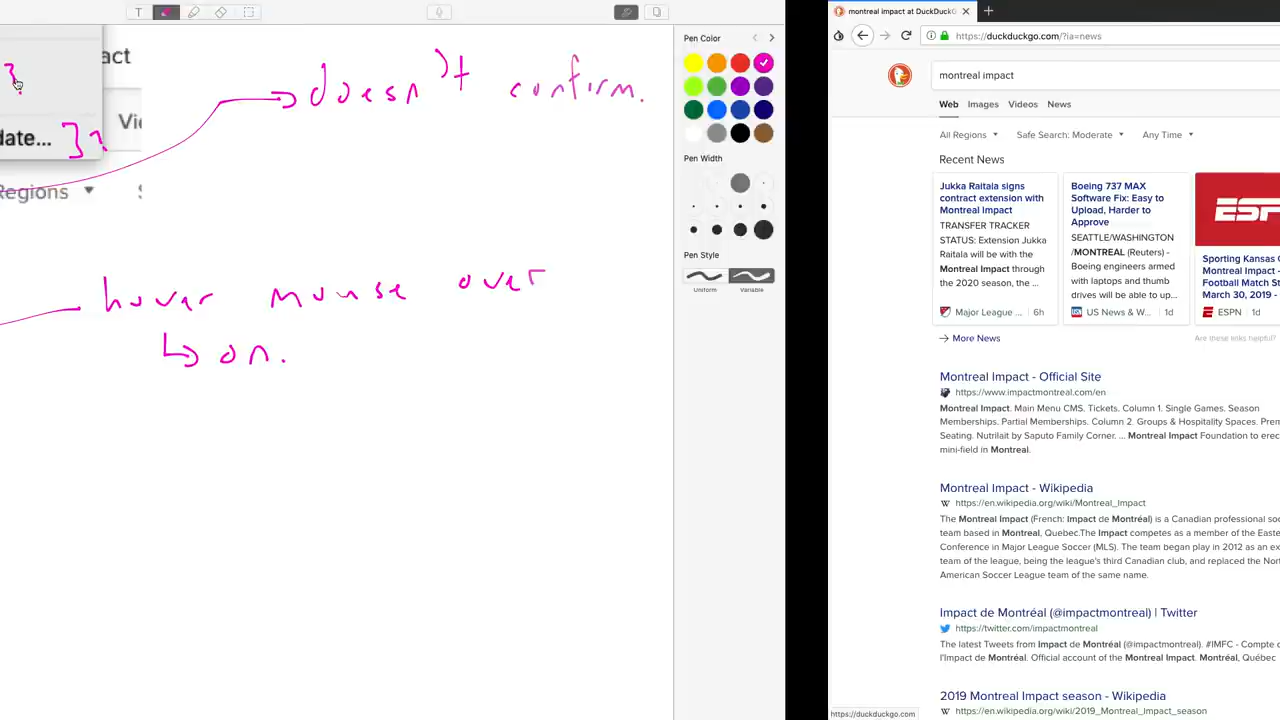 T
pact
doesn't confirm.
Vi
date... }?
Regions
hover mouse over
↳ on.
Pen Color
Pen Width
Pen Style
Uniform
Variable
montreal impact at DuckDuckG
https://duckduckgo.com/?ia=news
montreal impact
Web Images Videos News
All Regions Safe Search: Moderate Any Time
Recent News
Jukka Raitala signs
contract extension with
Montreal Impact
TRANSFER TRACKER
STATUS: Extension Jukka
Raitala will be with the
Montreal Impact through
the 2020 season, the ...
Major League ... 6h
Boeing 737 MAX
Software Fix: Easy to
Upload, Harder to
Approve
SEATTLE/WASHINGTON
/MONTREAL (Reuters) -
Boeing engineers armed
with laptops and thumb
drives will be able to up...
US News & W... 1d
ESP
Sporting Kansas C
Montreal Impact -
Football Match St
March 30, 2019 -
ESPN 1d
More News
Are these links helpful?
Montreal Impact - Official Site
https://www.impactmontreal.com/en
Montreal Impact. Main Menu CMS. Tickets. Column 1. Single Games. Season
Memberships. Partial Memberships. Column 2. Groups & Hospitality Spaces. Prem
Seating. Nutrilait by Saputo Family Corner. ... Montreal Impact Foundation to erec
mini-field in Montreal.
Montreal Impact - Wikipedia
W https://en.wikipedia.org/wiki/Montreal_Impact
The Montreal Impact (French: Impact de Montréal) is a Canadian professional soc
team based in Montreal, Quebec.The Impact competes as a member of the Easte
Conference in Major League Soccer (MLS). The team began play in 2012 as an ex
team of the league, being the league's third Canadian club, and replaced the Nort
American Soccer League team of the same name.
Impact de Montréal (@impactmontreal) | Twitter
https://twitter.com/impactmontreal
The latest Tweets from Impact de Montréal (@impactmontreal). #IMFC - Compte o
l'Impact de Montréal. Official account of the Montreal Impact. Montréal, Québec
2019 Montreal Impact season - Wikipedia
W https://en.wikipedia.org/wiki/2019_Montreal_Impact_season
https://duckduckgo.com